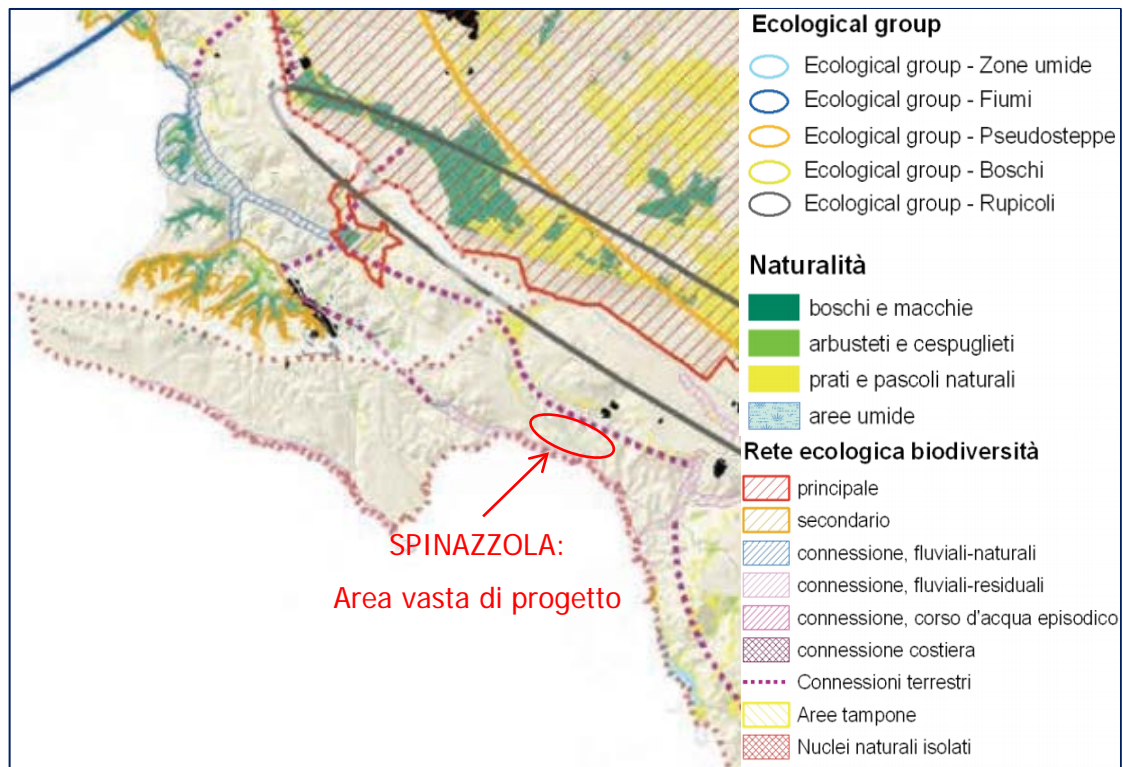 Ecological group
Ecological group - Zone umide
Ecological group - Fiumi
Ecological group - Pseudosteppe
Ecological group - Boschi
Ecological group - Rupicoli
Naturalità
boschi e macchie
arbusteti e cespuglieti
prati e pascoli naturali
aree umide
Rete ecologica biodiversità
principale
secondario
connessione, fluviali-naturali
connessione, fluviali-residuali
connessione, corso d'acqua episodico
connessione costiera
Connessioni terrestri
Aree tampone
Nuclei naturali isolati
SPINAZZOLA:
Area vasta di progetto